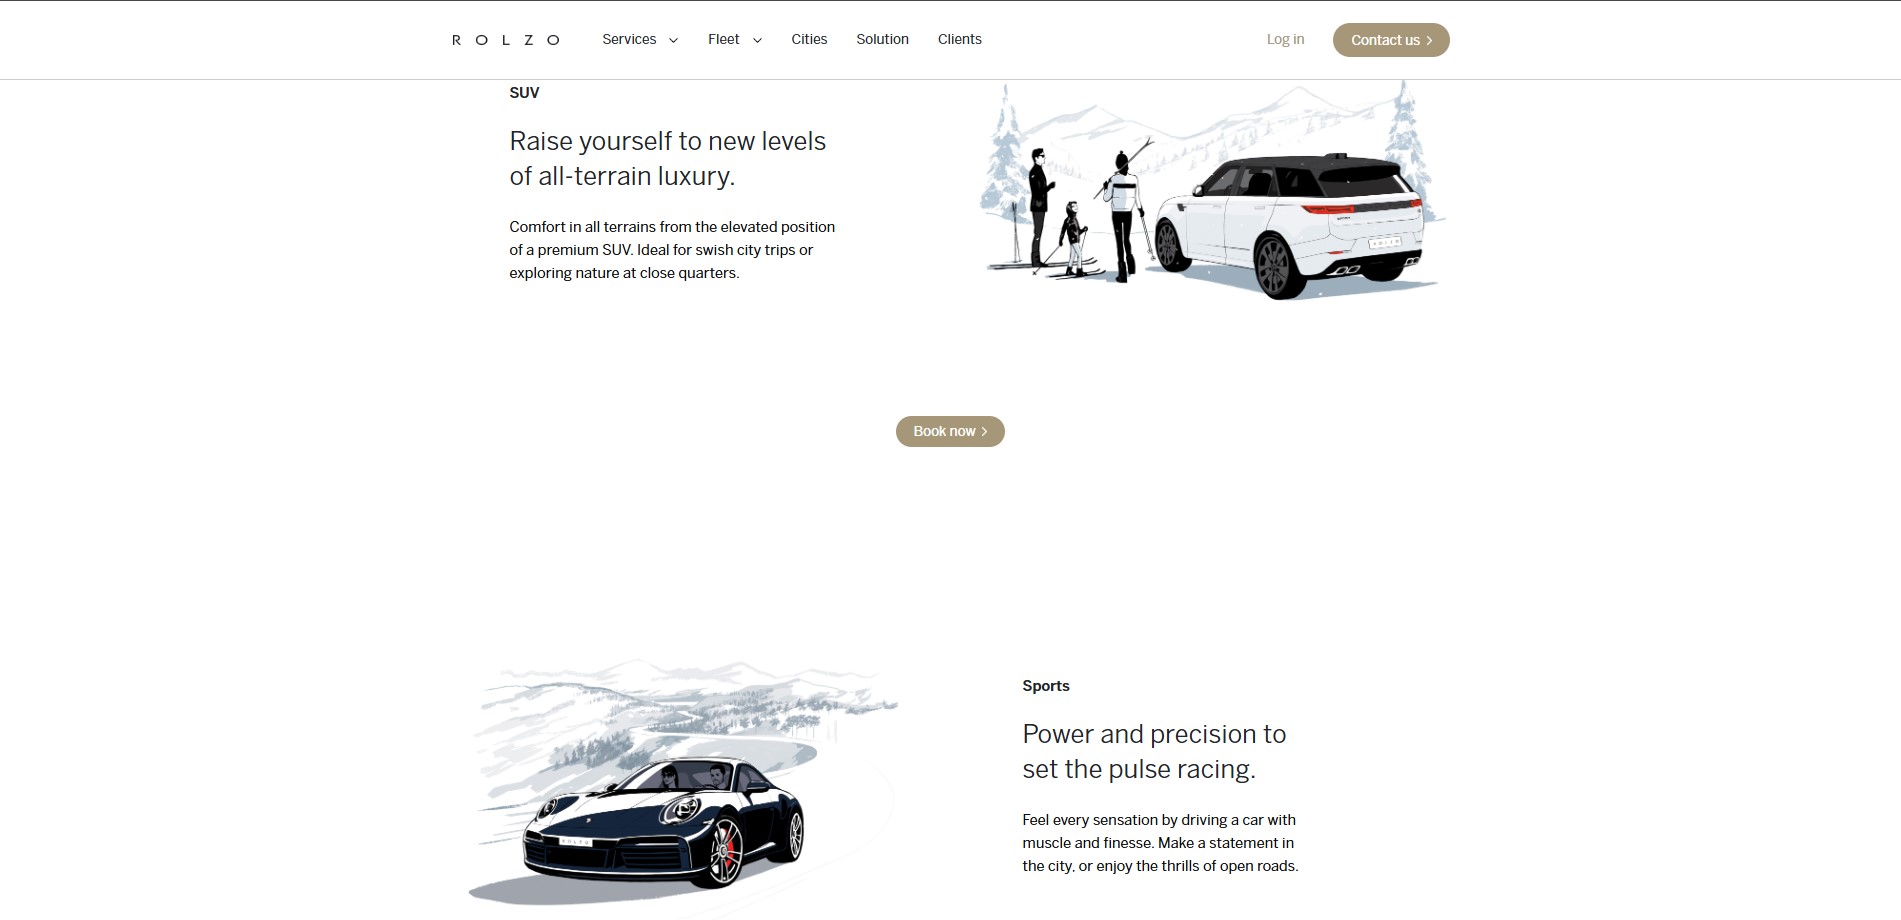 ROLZO
Services
Fleet
Cities
Solution
Clients
Log in
Contact us
SUV
Raise yourself to new levels
of all-terrain luxury.
Comfort in all terrains from the elevated position
of a premium SUV. Ideal for swish city trips or
exploring nature at close quarters.
ROLZO
Book now
Sports
Power and precision to
set the pulse racing.
Feel every sensation by driving a car with
muscle and finesse. Make a statement in
the city, or enjoy the thrills of open roads.
ROLZO